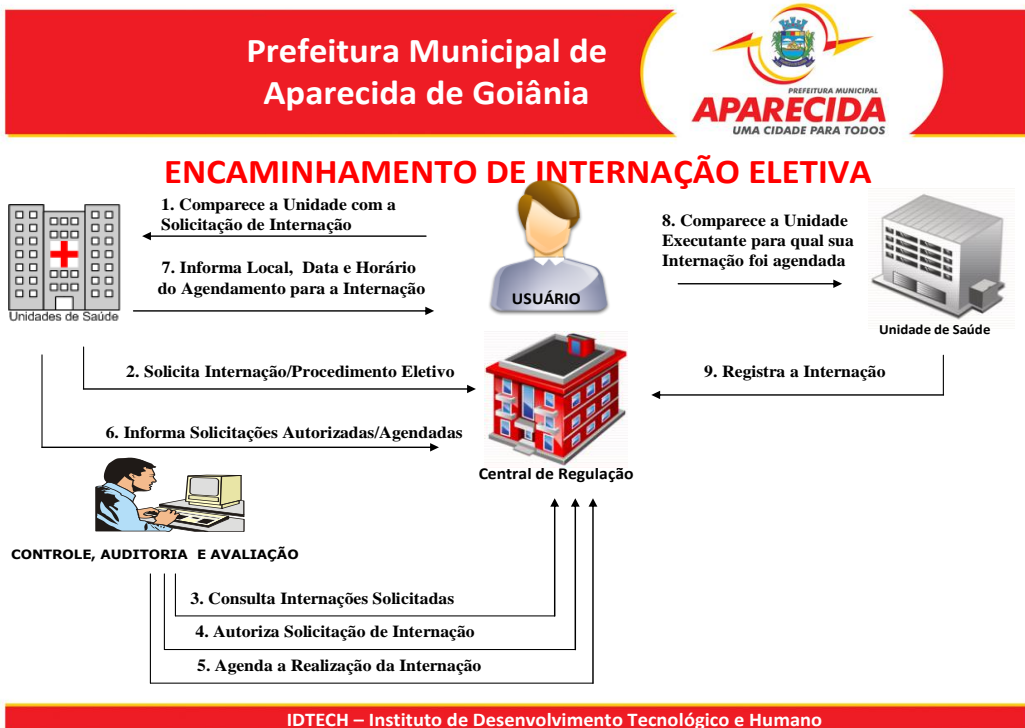 Prefeitura Municipal de
Aparecida de Goiânia
PREFEITURA MUNICIPAL
APARECIDA
UMA CIDADE PARA TODOS
ENCAMINHAMENTO DE INTERNAÇÃO ELETIVA
1. Comparece a Unidade com a
Solicitação de Internação
7. Informa Local, Data e Horário
do Agendamento para a Internação
Unidades de Saúde
USUÁRIO
8. Comparece a Unidade
Executante para qual sua
Internação foi agendada
Unidade de Saúde
2. Solicita Internação/Procedimento Eletivo
9. Registra a Internação
6. Informa Solicitações Autorizadas/Agendadas
Central de Regulação
CONTROLE, AUDITORIA E AVALIAÇÃO
3. Consulta Internações Solicitadas
4. Autoriza Solicitação de Internação
5. Agenda a Realização da Internação
IDTECH – Instituto de Desenvolvimento Tecnológico e Humano